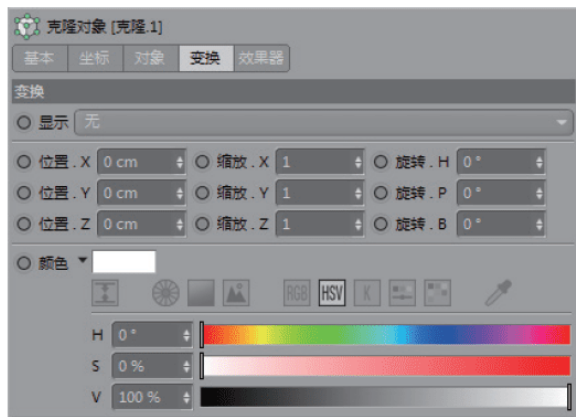 克隆对象 [克隆.1]
基本 坐标 对象 变换 效果器
变换
显示 无
位置 . X 0 cm 缩放 . X 1 旋转 . H 0 °
位置 . Y 0 cm 缩放 . Y 1 旋转 . P 0 °
位置 . Z 0 cm 缩放 . Z 1 旋转 . B 0 °
颜色
RGB HSV K
H 0 °
S 0 %
V 100 %